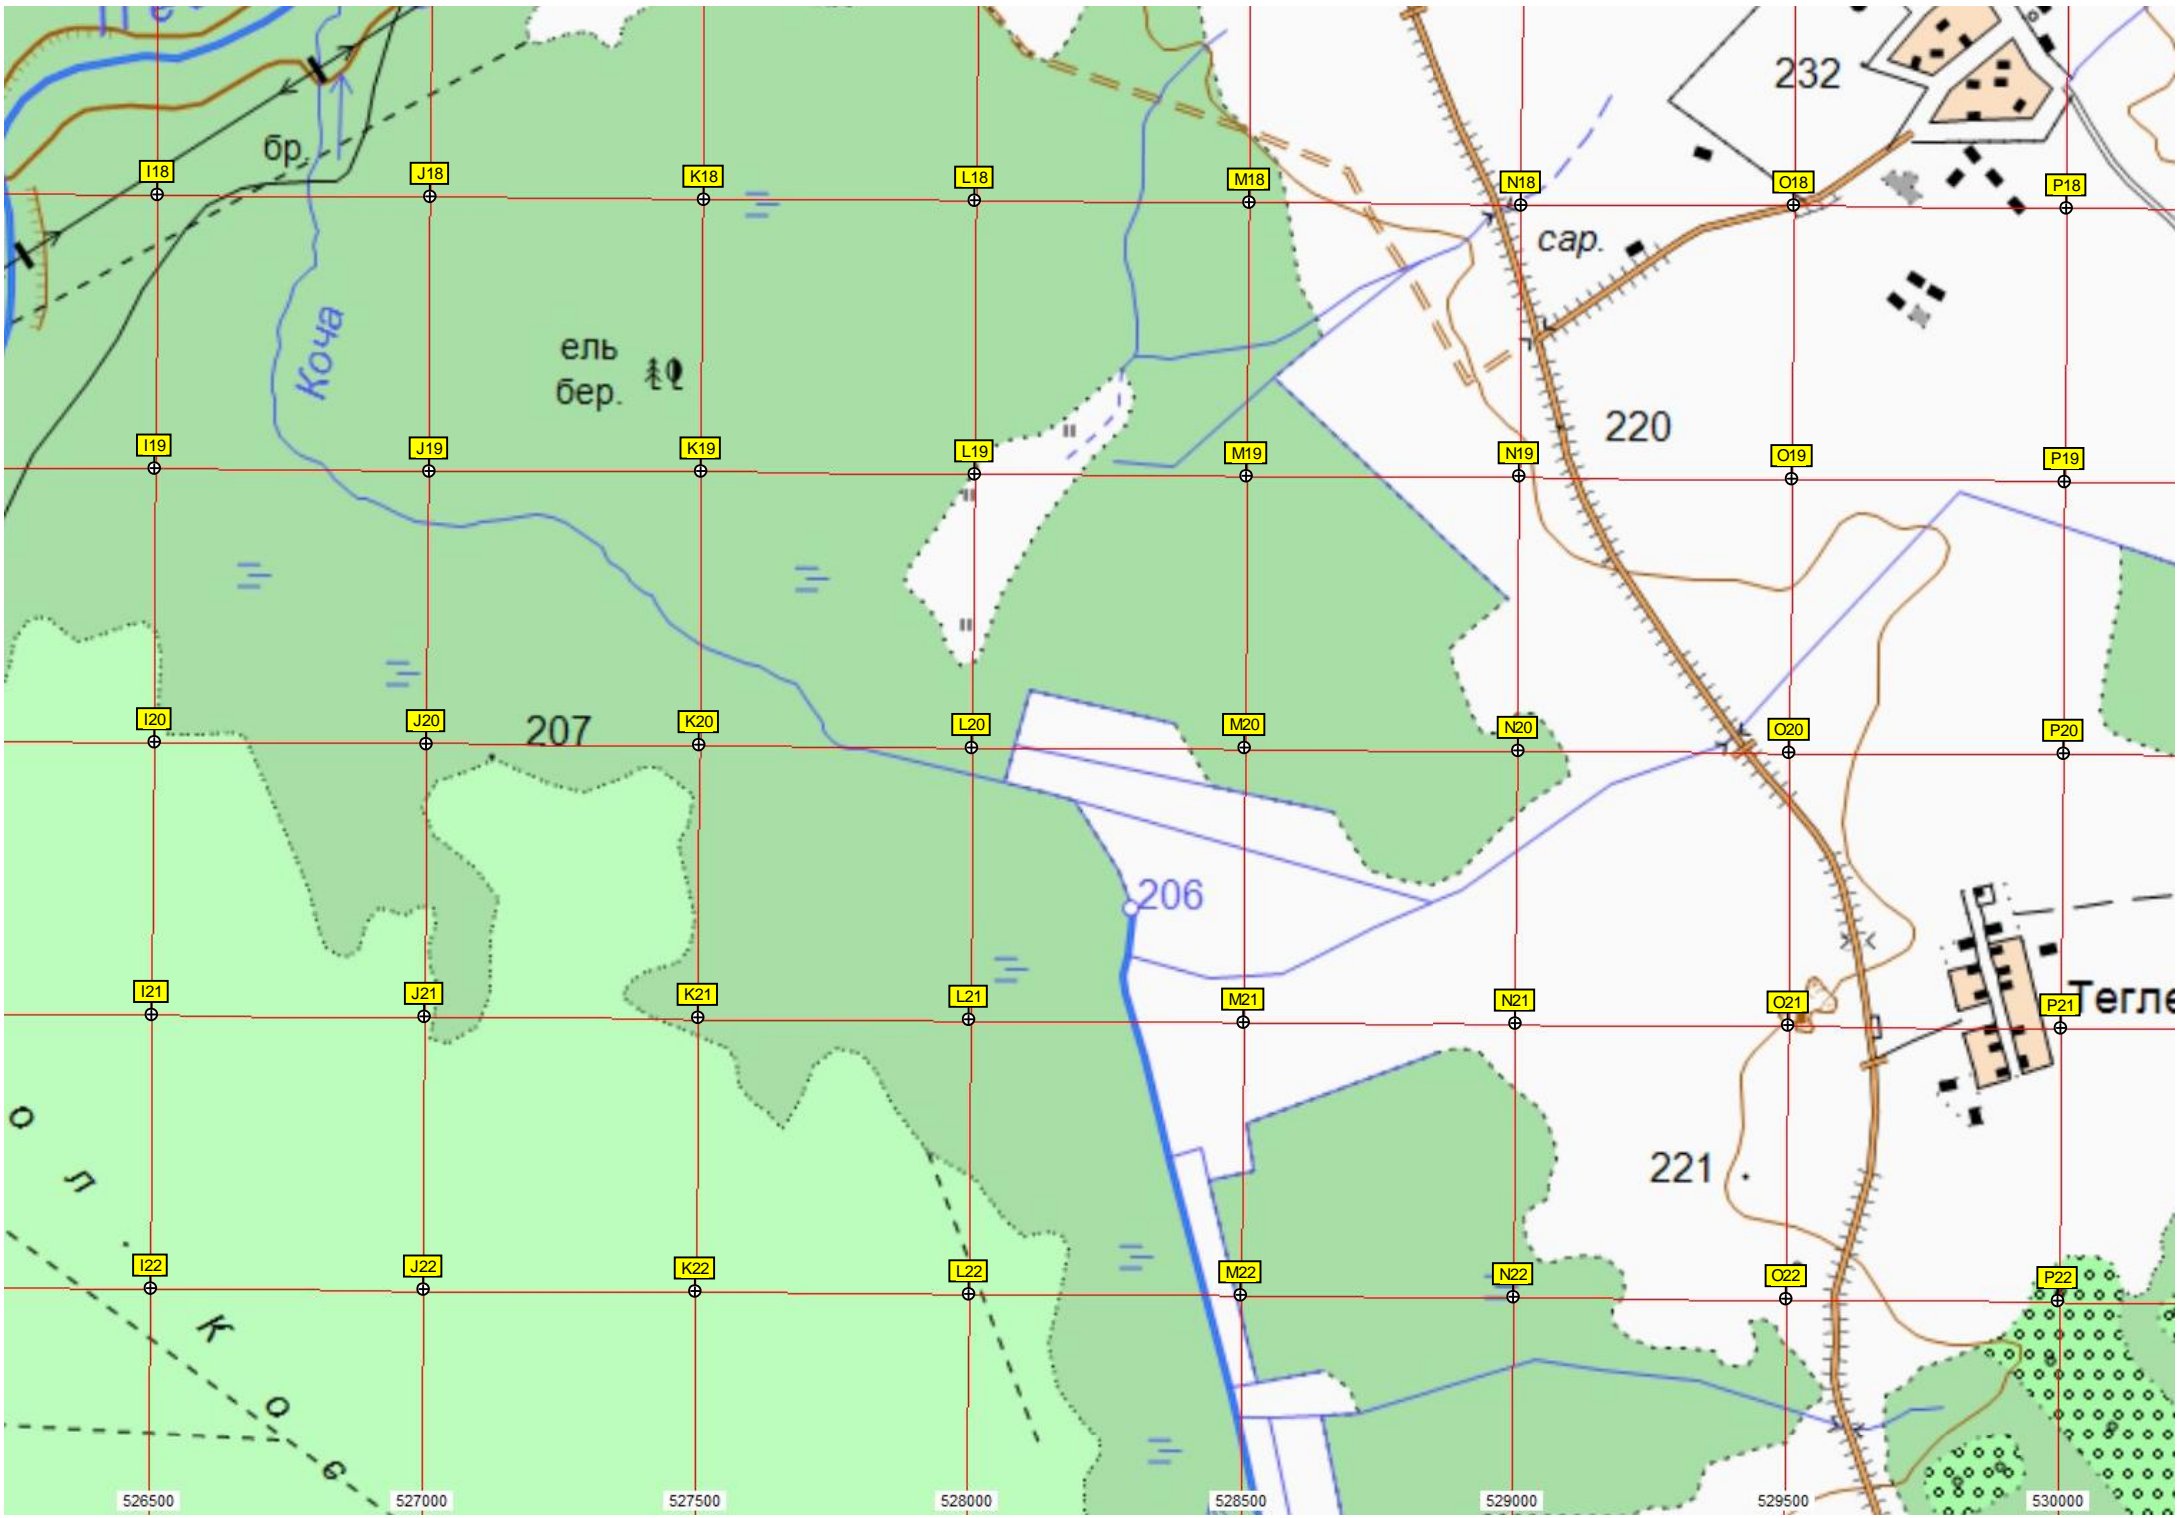 232
бр.
I18 J18 K18 L18 M18 N18 O18 P18
сар.
Коча
ель
бер.
220
I19 J19 K19 L19 M19 N19 O19 P19
I20 J20 207 K20 L20 M20 N20 O20 P20
206
I21 J21 K21 L21 M21 N21 O21 P21
Тегле
о
л
221
I22 J22 K22 L22 M22 N22 O22 P22
К
о
526500 527000 527500 528000 528500 529000 529500 530000